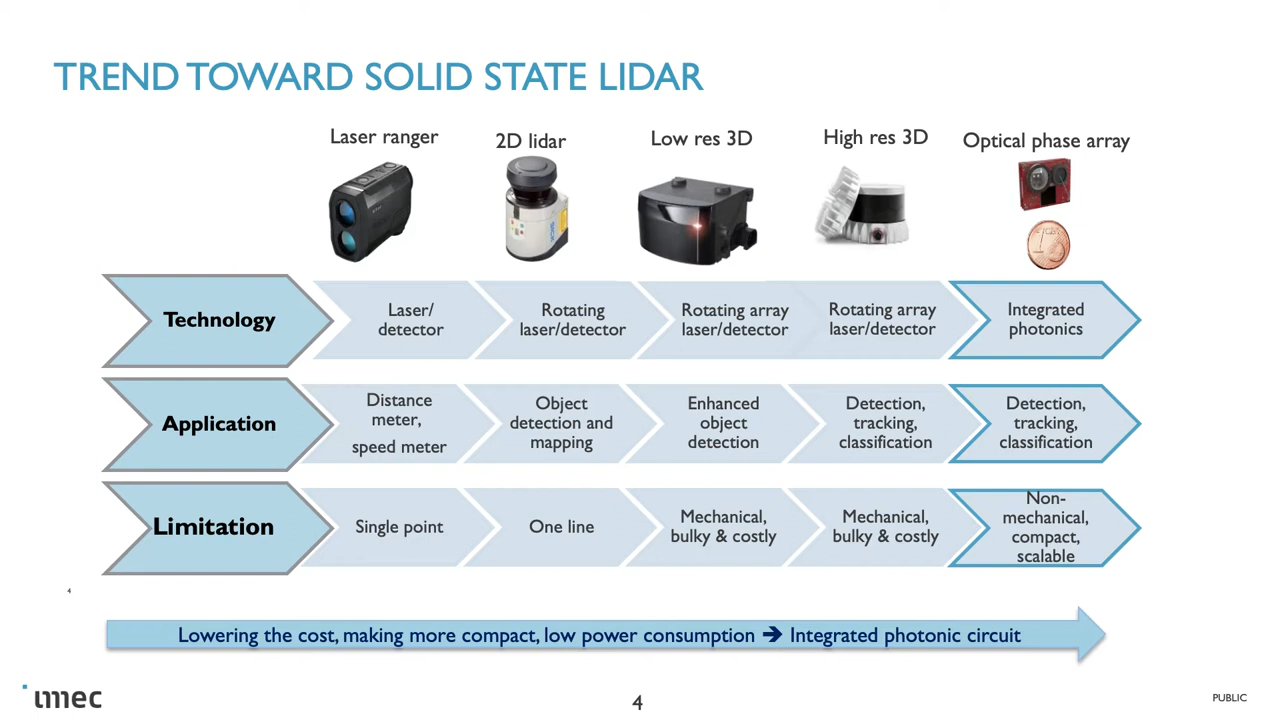 TREND TOWARD SOLID STATE LIDAR
Laser ranger
2D lidar
Low res 3D
High res 3D
Optical phase array
Technology
Laser/
detector
Rotating
laser/detector
Rotating array
laser/detector
Rotating array
laser/detector
Integrated
photonics
Application
Distance
meter,
speed meter
Object
detection and
mapping
Enhanced
object
detection
Detection,
tracking,
classification
Detection,
tracking,
classification
Limitation
Single point
One line
Mechanical,
bulky & costly
Mechanical,
bulky & costly
Non-
mechanical,
compact,
scalable
4
Lowering the cost, making more compact, low power consumption ➔ Integrated photonic circuit
imec
4
PUBLIC